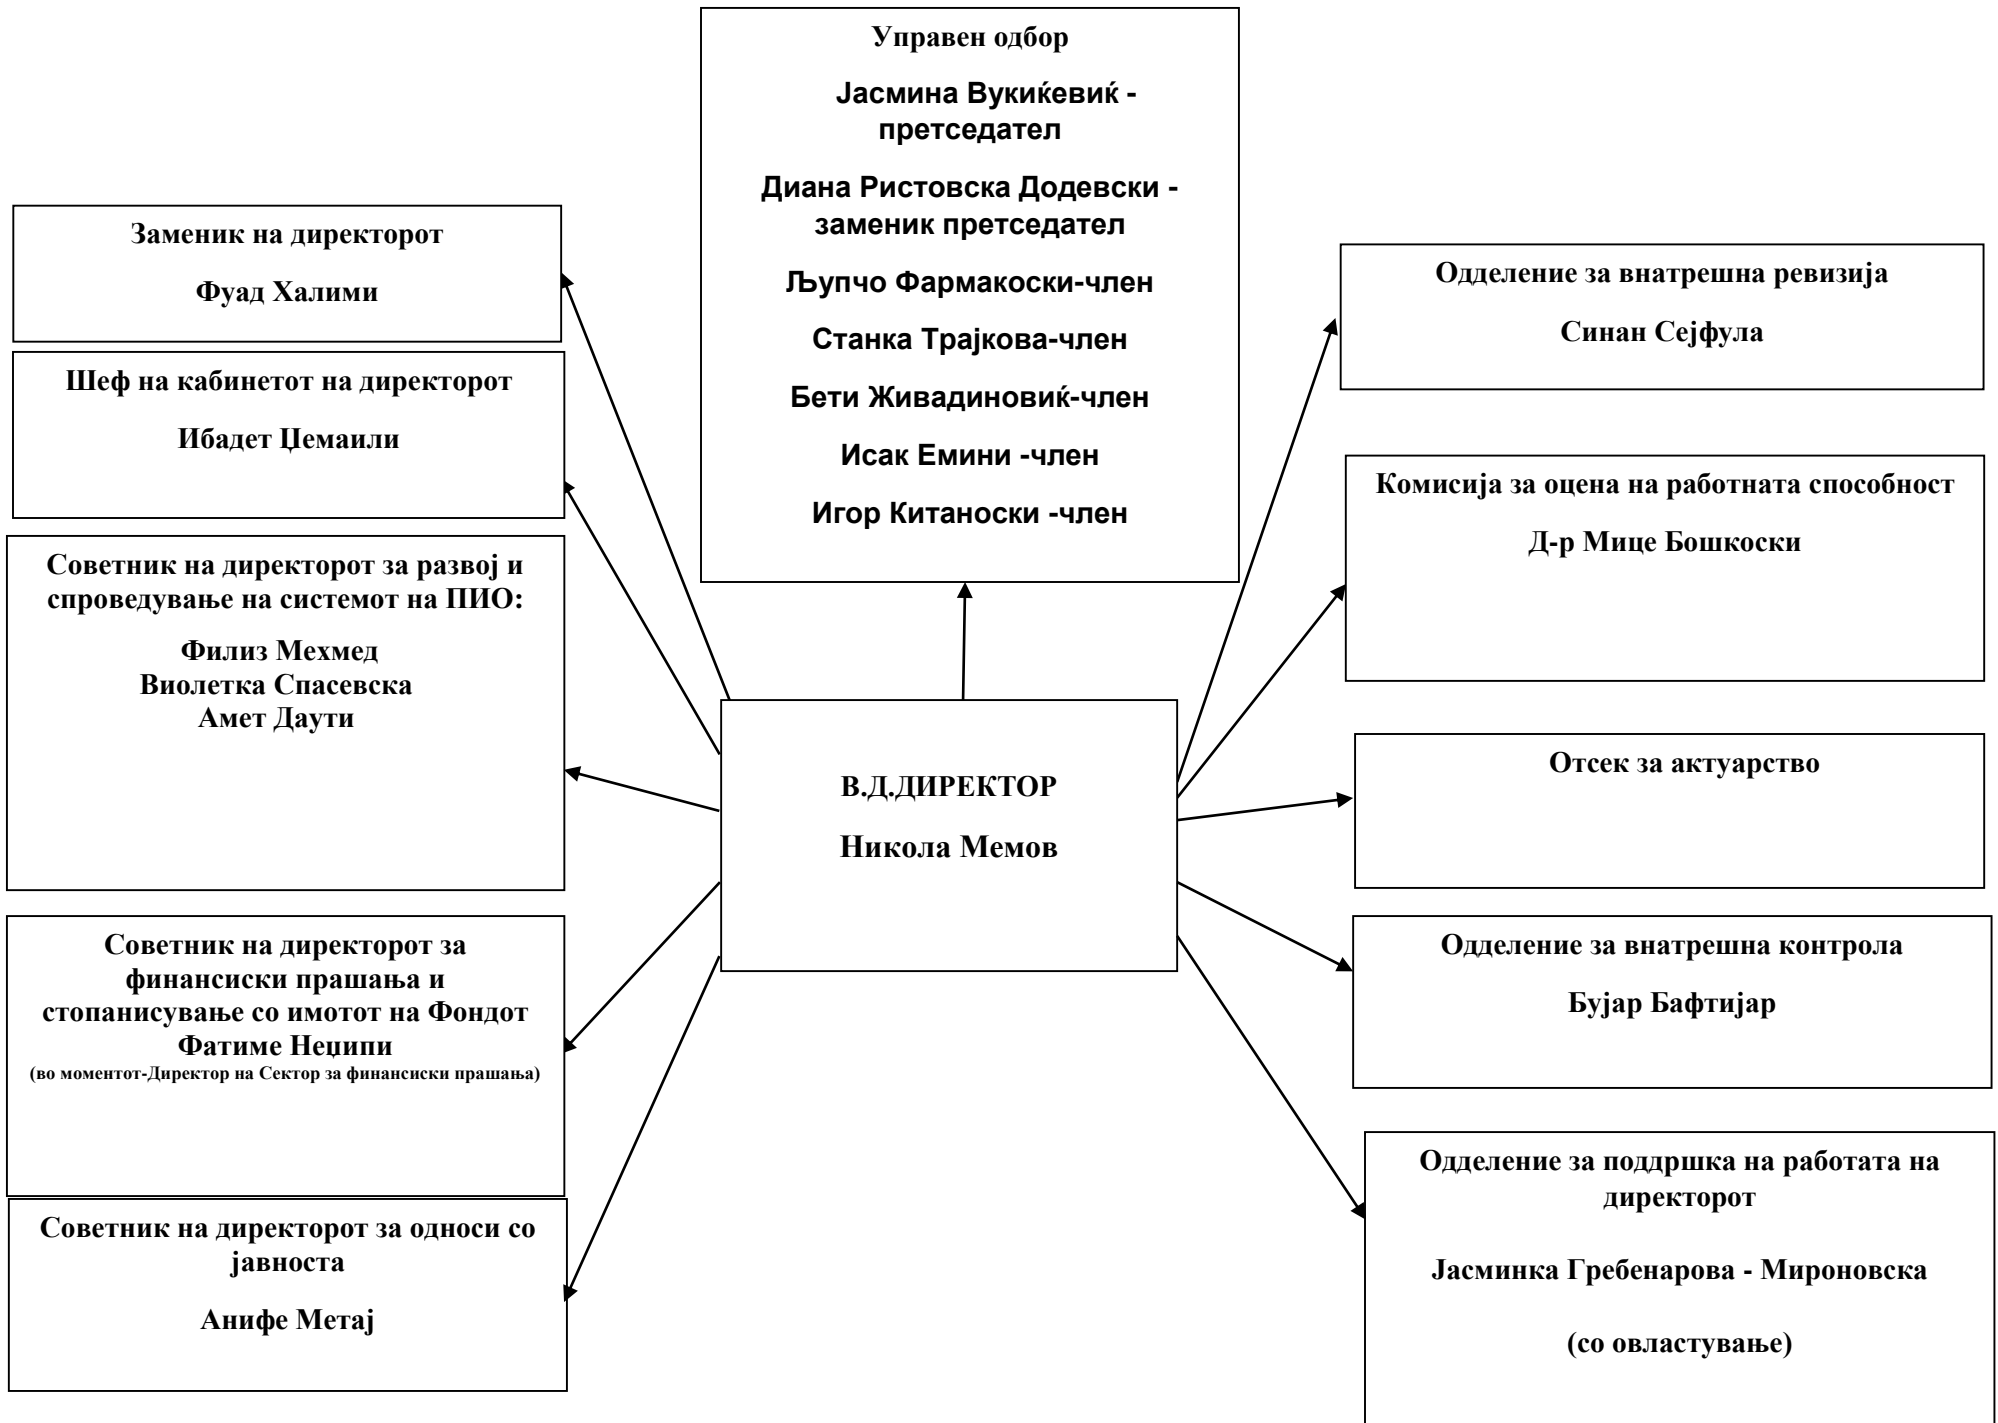 Управен одбор
Јасмина Вукиќевиќ -
претседател
Диана Ристовска Додевски -
заменик претседател
Љупчо Фармакоски-член
Станка Трајкова-член
Бети Живадиновиќ-член
Исак Емини -член
Игор Китаноски -член
Заменик на директорот
Фуад Халими
Шеф на кабинетот на директорот
Ибадет Џемаили
Советник на директорот за развој и
спроведување на системот на ПИО:
Филиз Мехмед
Виолетка Спасевска
Амет Даути
Советник на директорот за
финансиски прашања и
стопанисување со имотот на Фондот
Фатиме Неџипи
(во моментот-Директор на Сектор за финансиски прашања)
Советник на директорот за односи со
јавноста
Анифе Метај
В.Д.ДИРЕКТОР
Никола Мемов
Одделение за внатрешна ревизија
Синан Сејфула
Комисија за оцена на работната способност
Д-р Мице Бошкоски
Отсек за актуарство
Одделение за внатрешна контрола
Бујар Бафтијар
Одделение за поддршка на работата на
директорот
Јасминка Гребенарова - Мироновска
(со овластување)